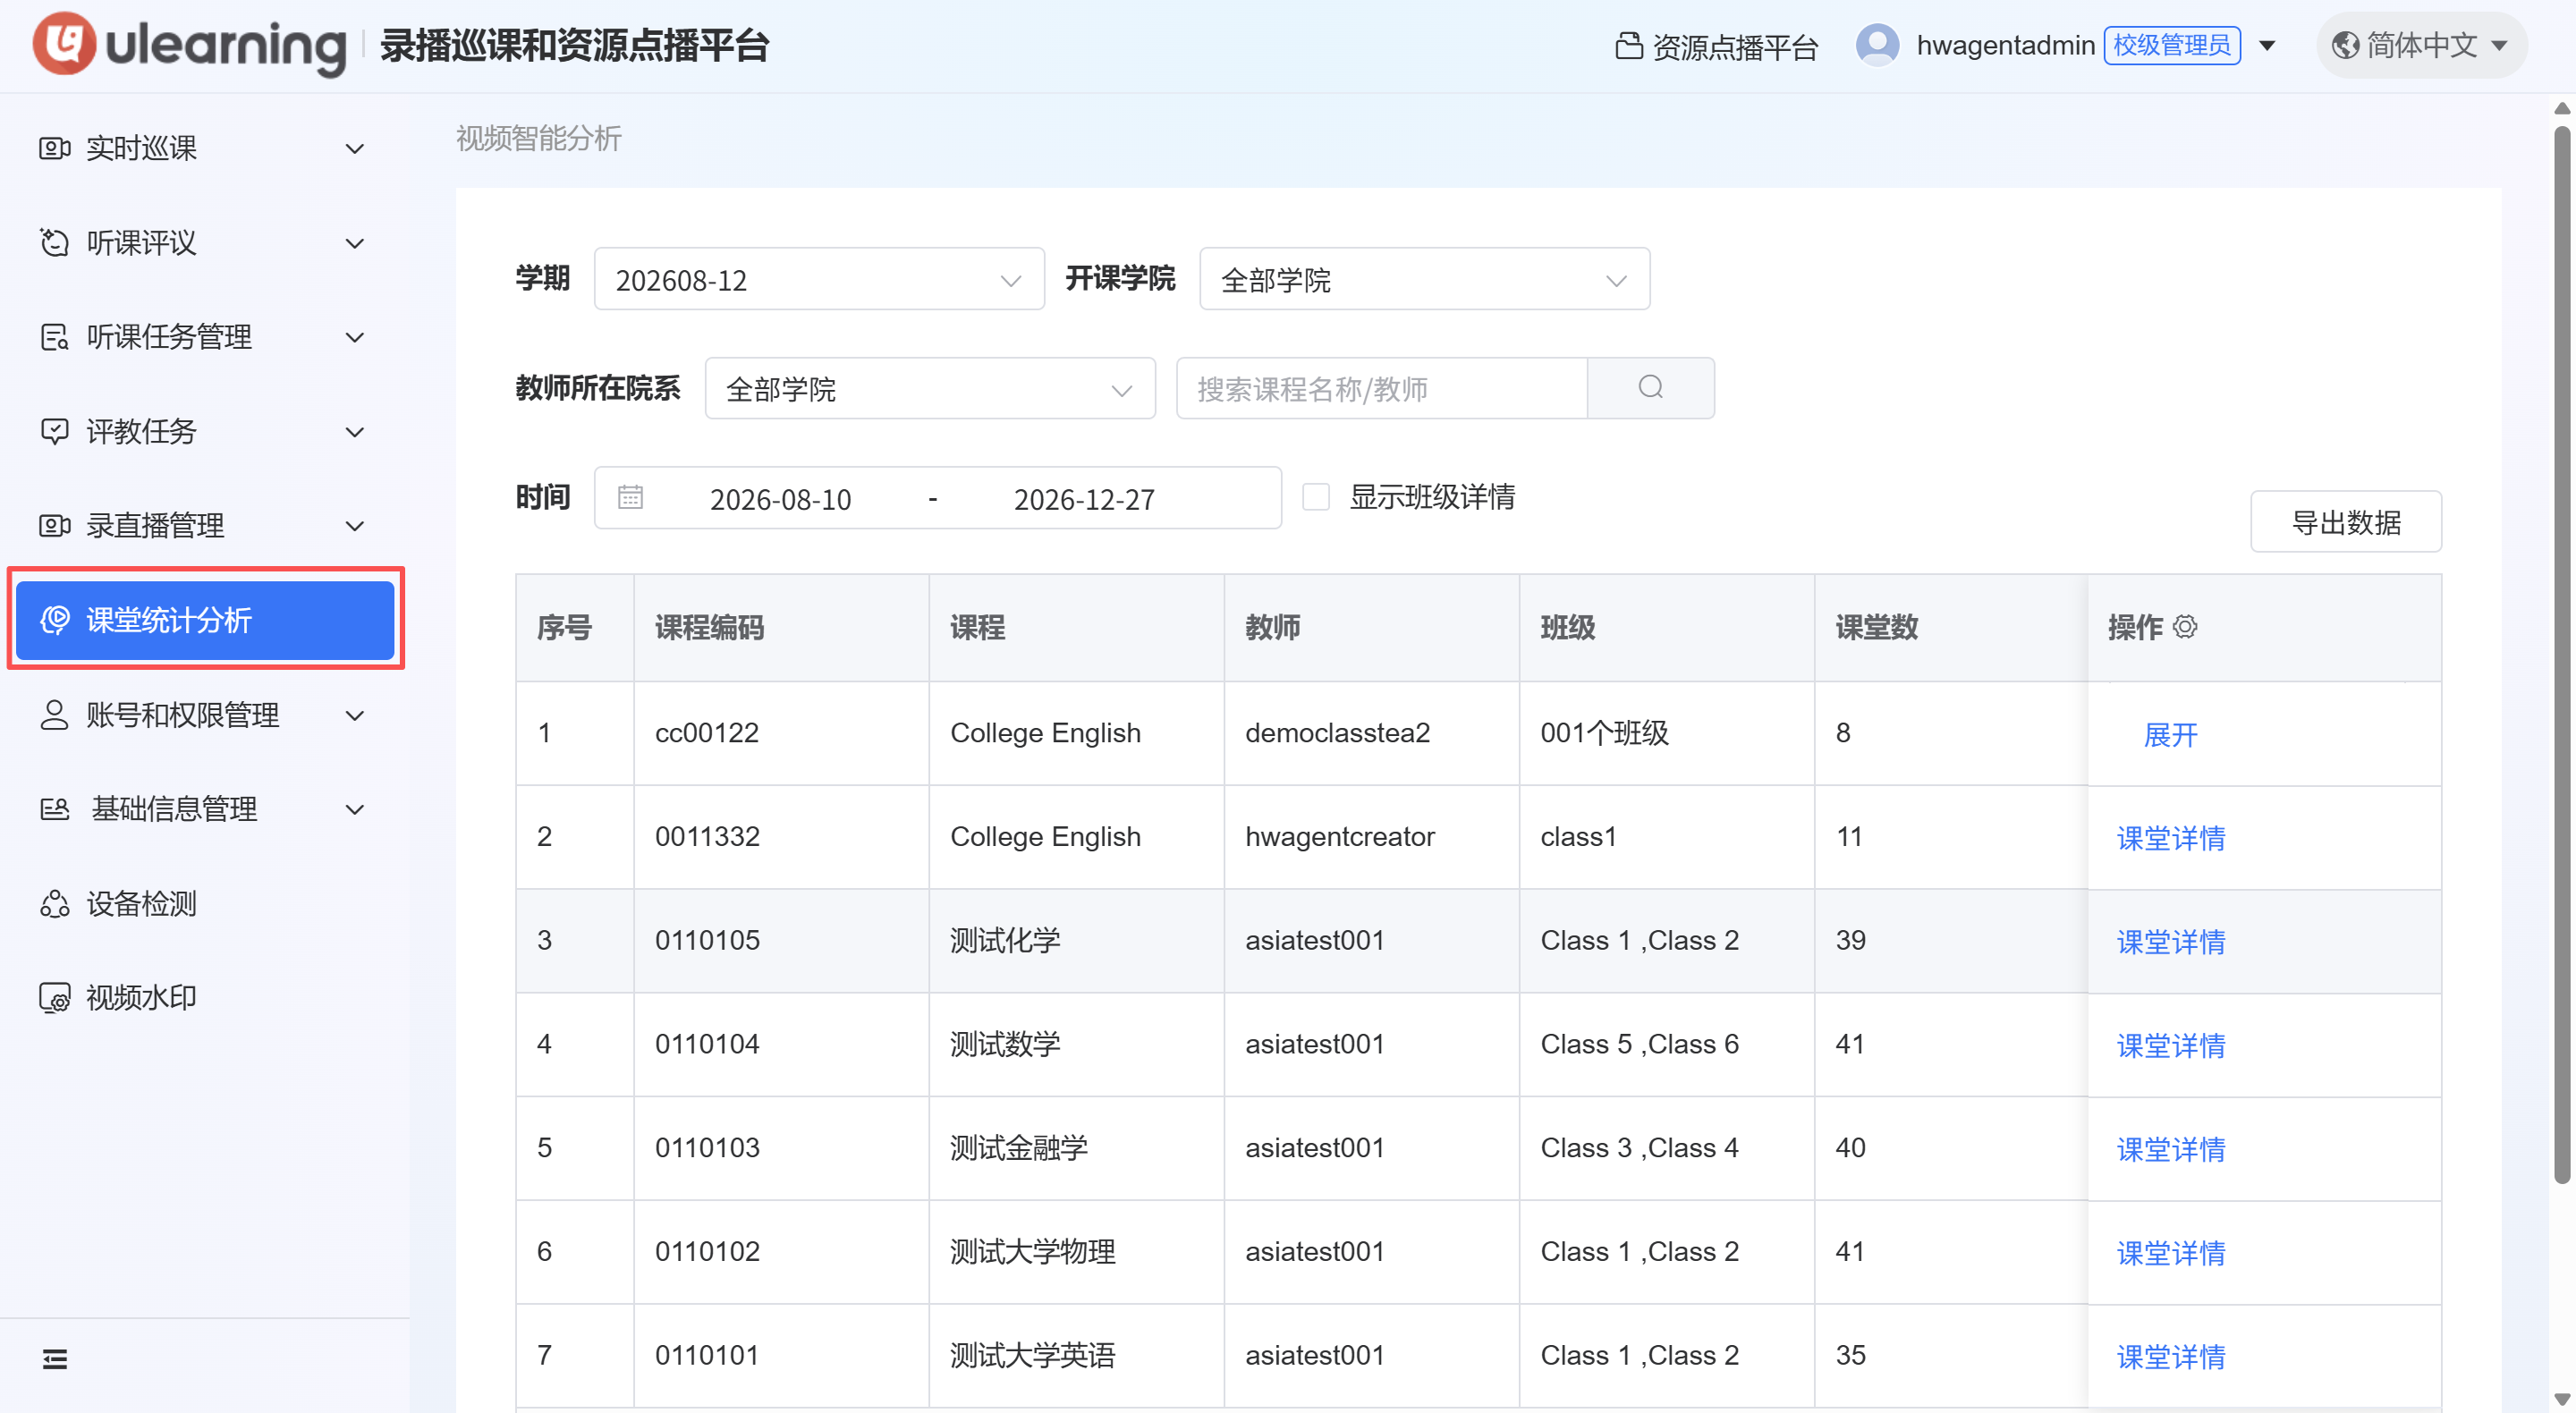 ulearning 录播巡课和资源点播平台 资源点播平台 hwagentadmin 校级管理员 简体中文
实时巡课
听课评议
听课任务管理
评教任务
录直播管理
课堂统计分析
账号和权限管理
基础信息管理
设备检测
视频水印
视频智能分析
学期 202608-12 开课学院 全部学院
教师所在院系 全部学院 搜索课程名称/教师
时间 2026-08-10 - 2026-12-27 显示班级详情
导出数据
序号 课程编码 课程 教师 班级 课堂数 操作
1 cc00122 College English democlasstea2 001个班级 8 展开
2 0011332 College English hwagentcreator class1 11 课堂详情
3 0110105 测试化学 asiatest001 Class 1 ,Class 2 39 课堂详情
4 0110104 测试数学 asiatest001 Class 5 ,Class 6 41 课堂详情
5 0110103 测试金融学 asiatest001 Class 3 ,Class 4 40 课堂详情
6 0110102 测试大学物理 asiatest001 Class 1 ,Class 2 41 课堂详情
7 0110101 测试大学英语 asiatest001 Class 1 ,Class 2 35 课堂详情